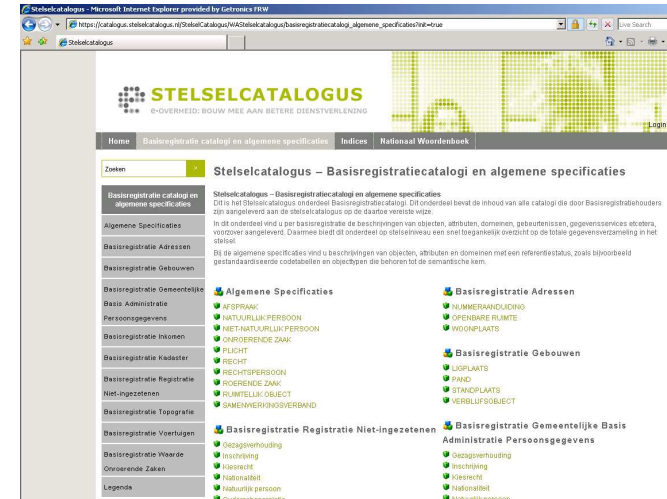 Stelselcatalogus - Microsoft Internet Explorer provided by Getronics FRW
https://catalogus.stelselcatalogus.nl/StelselCatalogus/WAStelselCatalogus/basisregistratiecatalogi_algemene_specificaties?init=true
Live Search
Stelselcatalogus
STELSELCATALOGUS
E-OVERHEID: BOUW MEE AAN BETERE DIENSTVERLENING
Login
Home Basisregistratie catalogi en algemene specificaties Indices Nationaal Woordenboek
Zoeken
Basisregistratie catalogi en
algemene specificaties
Algemene Specificaties
Basisregistratie Adressen
Basisregistratie Gebouwen
Basisregistratie Gemeentelijke
Basis Administratie
Persoonsgegevens
Basisregistratie Inkomen
Basisregistratie Kadaster
Basisregistratie Registratie
Niet-ingezetenen
Basisregistratie Topografie
Basisregistratie Voertuigen
Basisregistratie Waarde
Onroerende Zaken
Legenda
Stelselcatalogus – Basisregistratiecatalogi en algemene specificaties
Stelselcatalogus – Basisregistratiecatalogi en algemene specificaties
Dit is het Stelselcatalogus onderdeel Basisregistratiecatalogi. Dit onderdeel bevat de inhoud van alle catalogi die door Basisregistratiehouders
zijn aangeleverd aan de stelselcatalogus op de daartoe vereiste wijze.
In dit onderdeel vind u per basisregistratie de beschrijvingen van objecten, attributen, domeinen, gebeurtenissen, gegevensservices etcetera,
voorzover aangeleverd. Daarmee biedt dit onderdeel op stelselniveau een snel toegankelijk overzicht op de totale gegevensverzameling in het
stelsel.
Bij de algemene specificaties vind u beschrijvingen van objecten, attributen en domeinen met een referentiestatus, zoals bijvoorbeeld
gestandaardiseerde codetabellen en objecttypen die behoren tot de semantische kern.
Algemene Specificaties
AFSPRAAK
NATUURLIJK PERSOON
NIET-NATUURLIJK PERSOON
ONROERENDE ZAAK
PLICHT
RECHT
RECHTSPERSOON
ROERENDE ZAAK
RUIMTELIJK OBJECT
SAMENWERKINGSVERBAND
Basisregistratie Adressen
NUMMERAANDUIDING
OPENBARE RUIMTE
WOONPLAATS
Basisregistratie Gebouwen
LIGPLAATS
PAND
STANDPLAATS
VERBLIJFSOBJECT
Basisregistratie Registratie Niet-ingezetenen
Gezagsverhouding
Inschrijving
Kiesrecht
Nationaliteit
Natuurlijk persoon
Basisregistratie Gemeentelijke Basis
Administratie Persoonsgegevens
Gezagsverhouding
Inschrijving
Kiesrecht
Nationaliteit
Natuurlijk persoon